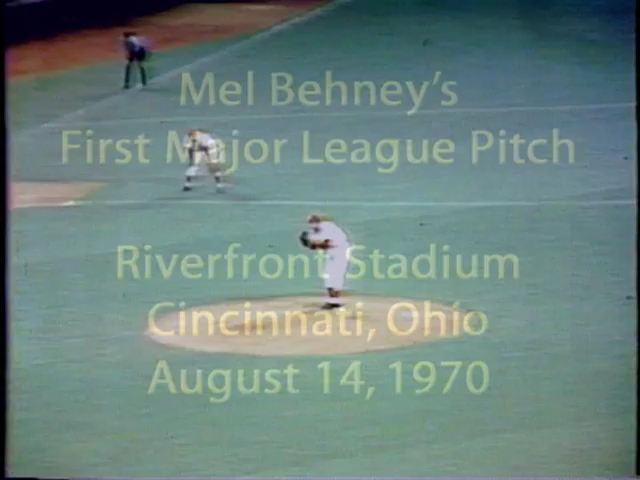 Mel Behney's
First Major League Pitch
Riverfront Stadium
Cincinnati, Ohio
August 14, 1970